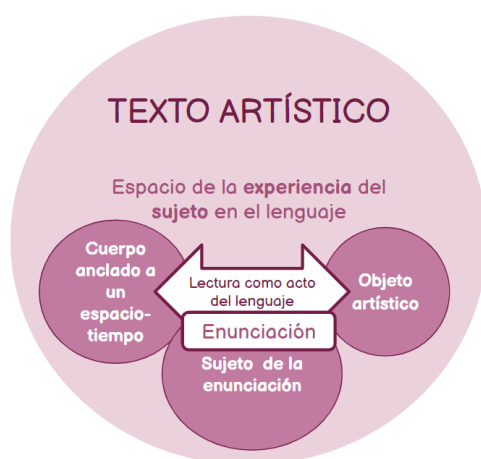 TEXTO ARTÍSTICO
Espacio de la experiencia del
sujeto en el lenguaje
Cuerpo
anclado a
un
espacio-
tiempo
Lectura como acto
del lenguaje
Objeto
artístico
Enunciación
Sujeto de la
enunciación